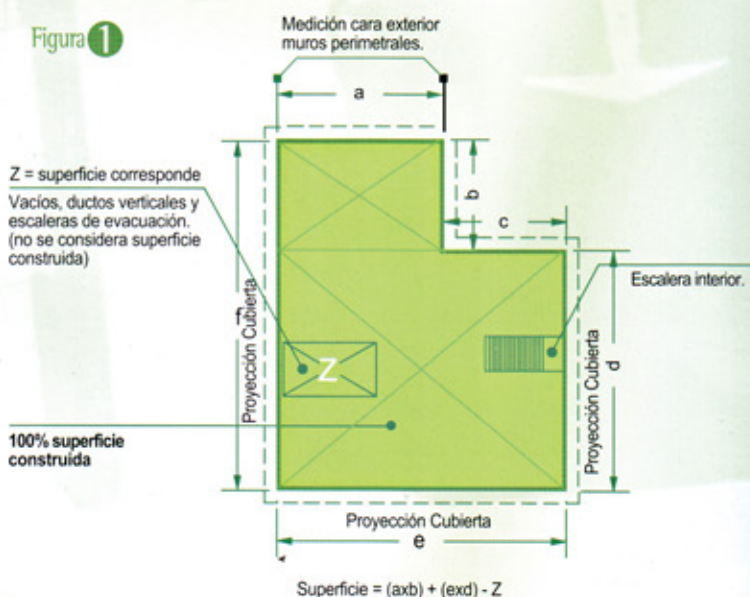 Figura 1
Medición cara exterior
muros perimetrales.
a
Z = superficie corresponde
Vacíos, ductos verticales y
escaleras de evacuación.
(no se considera superficie
construida)
b
c
Escalera interior.
f
Proyección Cubierta
Z
Proyección Cubierta
d
100% superficie
construida
Proyección Cubierta
e
Superficie = (axb) + (exd) - Z